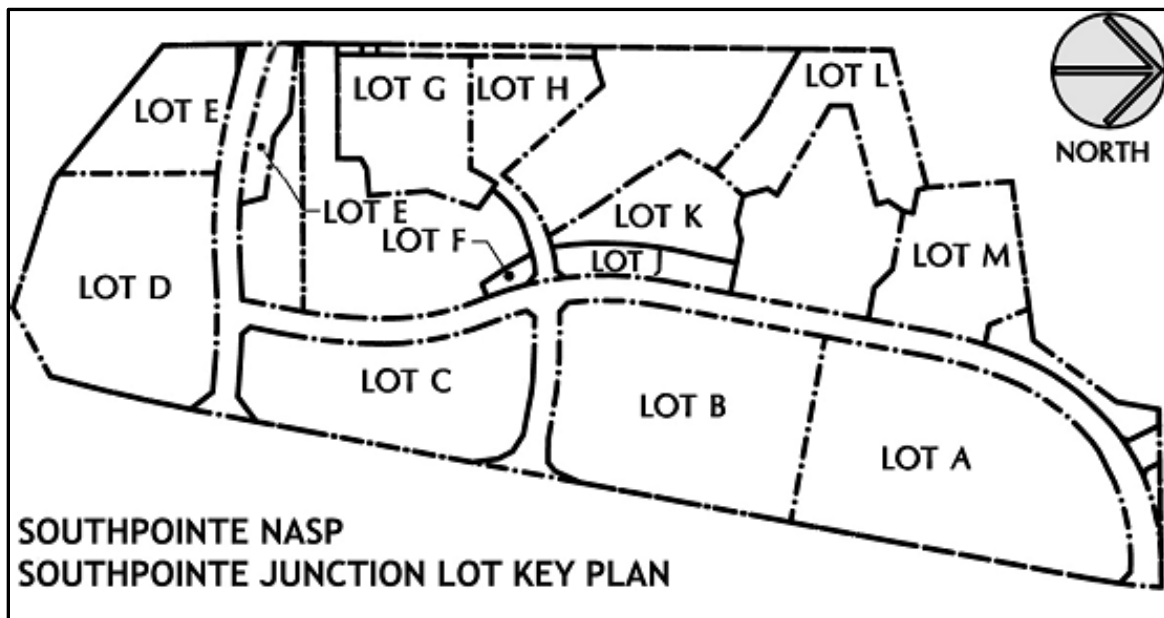 LOT L
LOT G
LOT H
LOT E
NORTH
LOT E
LOT K
LOT F
LOT J
LOT M
LOT D
LOT C
LOT B
LOT A
SOUTHPOINTE NASP
SOUTHPOINTE JUNCTION LOT KEY PLAN